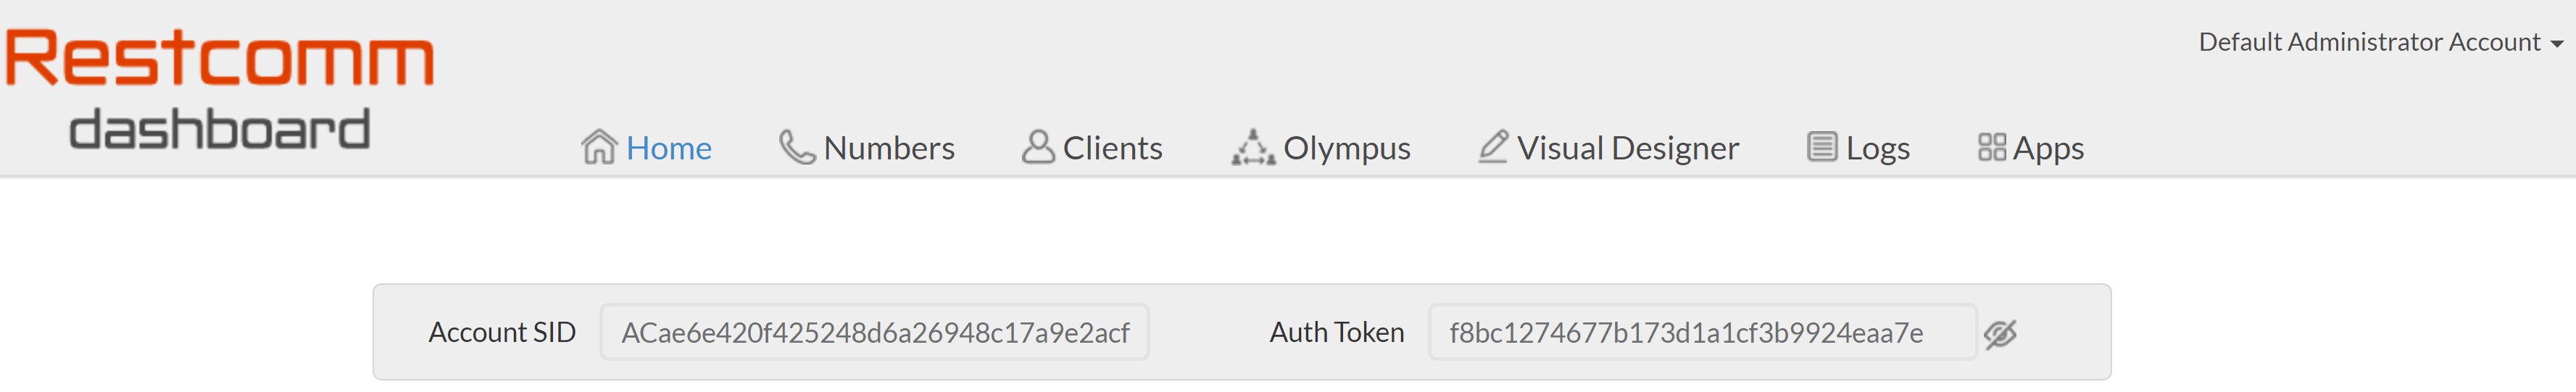 Restcomm
dashboard
Default Administrator Account
Home Numbers Clients Olympus Visual Designer Logs Apps
Account SID ACae6e420f425248d6a26948c17a9e2acf Auth Token f8bc1274677b173d1a1cf3b9924eaa7e